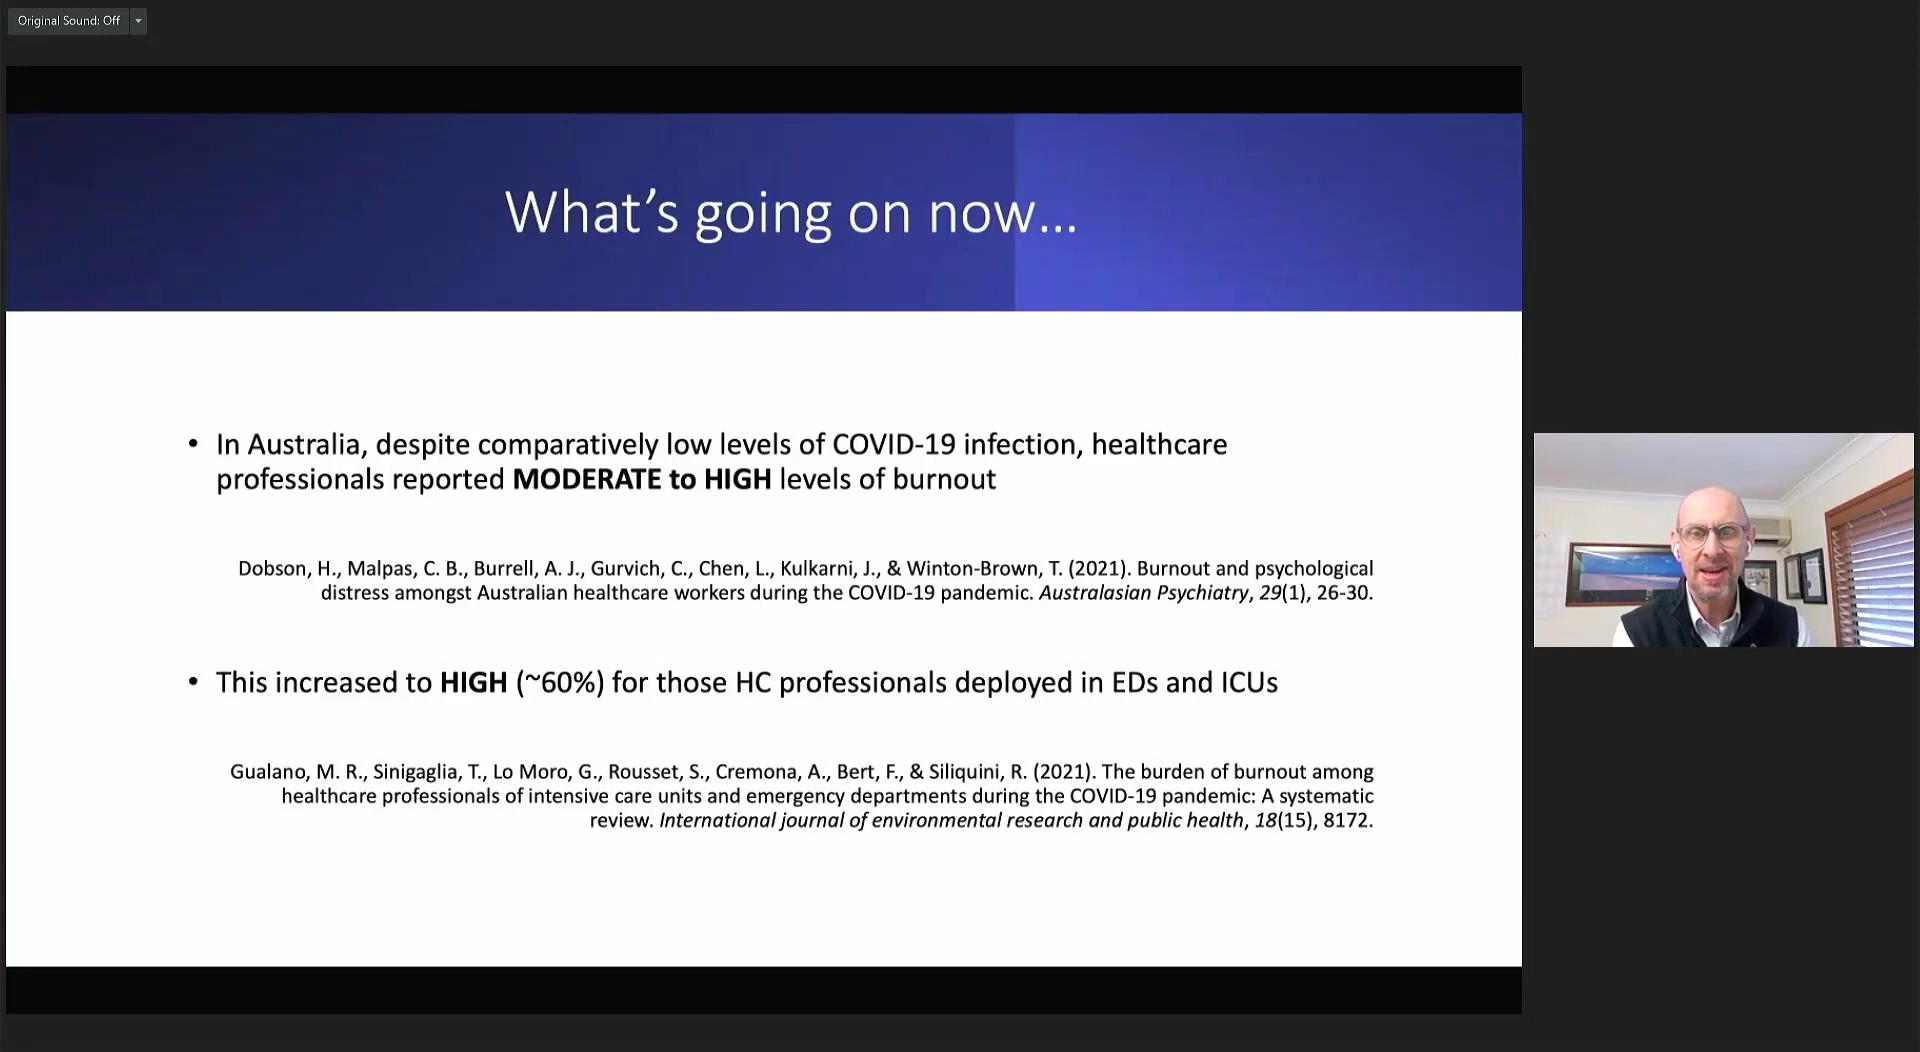 Original Sound: Off
What's going on now...
• In Australia, despite comparatively low levels of COVID-19 infection, healthcare
professionals reported MODERATE to HIGH levels of burnout
Dobson, H., Malpas, C. B., Burrell, A. J., Gurvich, C., Chen, L., Kulkarni, J., & Winton-Brown, T. (2021). Burnout and psychological
distress amongst Australian healthcare workers during the COVID-19 pandemic. Australasian Psychiatry, 29(1), 26-30.
• This increased to HIGH (~60%) for those HC professionals deployed in EDs and ICUs
Gualano, M. R., Sinigaglia, T., Lo Moro, G., Rousset, S., Cremona, A., Bert, F., & Siliquini, R. (2021). The burden of burnout among
healthcare professionals of intensive care units and emergency departments during the COVID-19 pandemic: A systematic
review. International journal of environmental research and public health, 18(15), 8172.